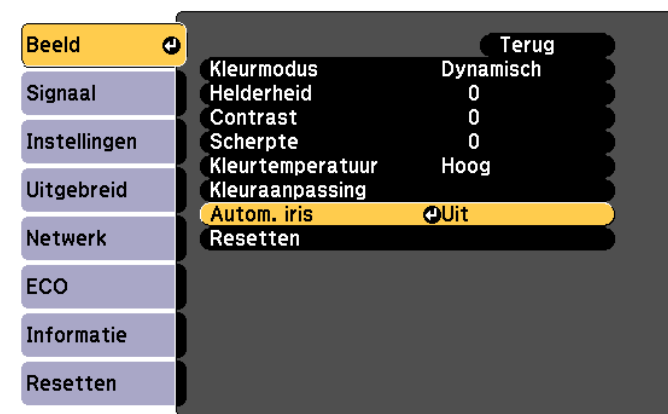 Beeld
Signaal
Instellingen
Uitgebreid
Netwerk
ECO
Informatie
Resetten
Terug
Kleurmodus Dynamisch
Helderheid 0
Contrast 0
Scherpte 0
Kleurtemperatuur Hoog
Kleuraanpassing
Autom. iris Uit
Resetten